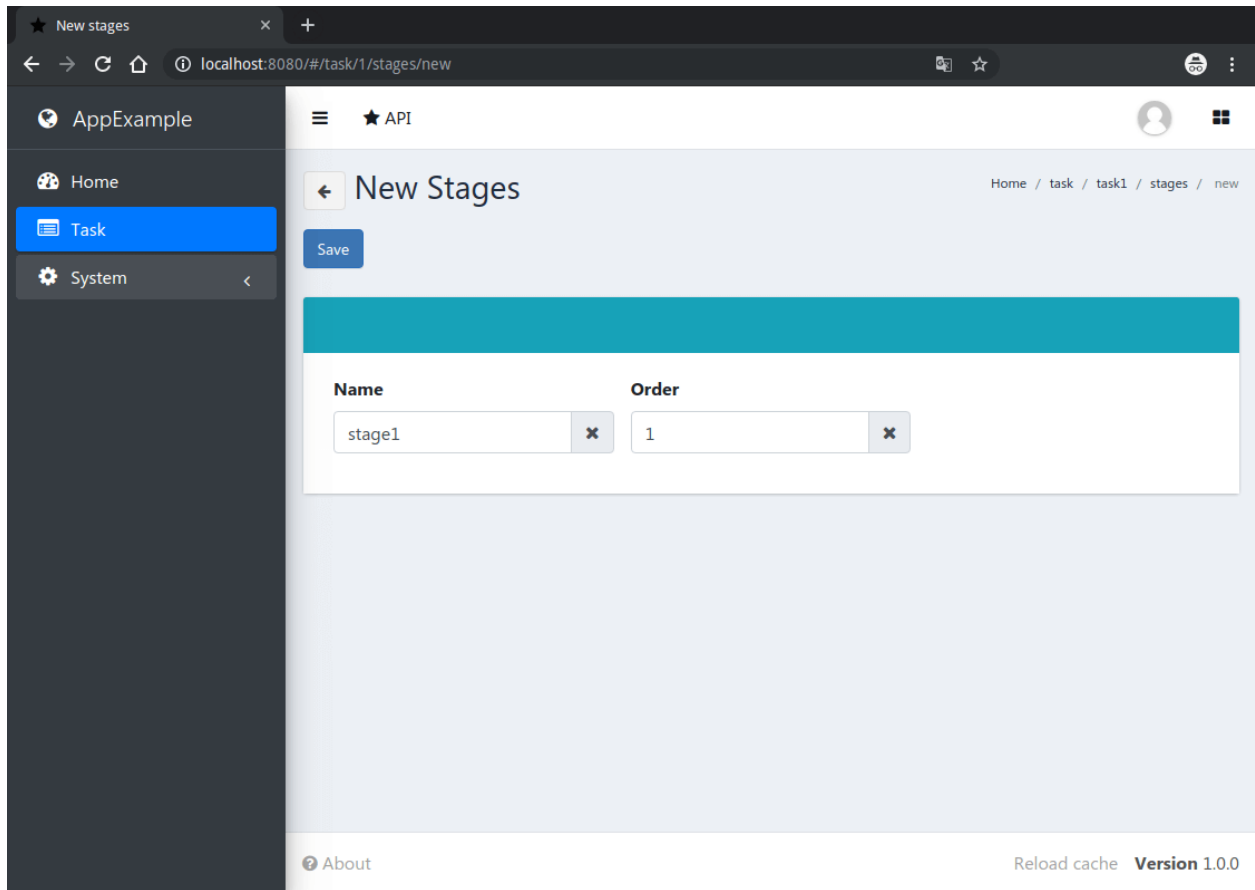 New stages
localhost:8080/#/task/1/stages/new
AppExample
API
Home
New Stages
Home / task / task1 / stages / new
Task
Save
System
Name
Order
stage1
1
About
Reload cache Version 1.0.0